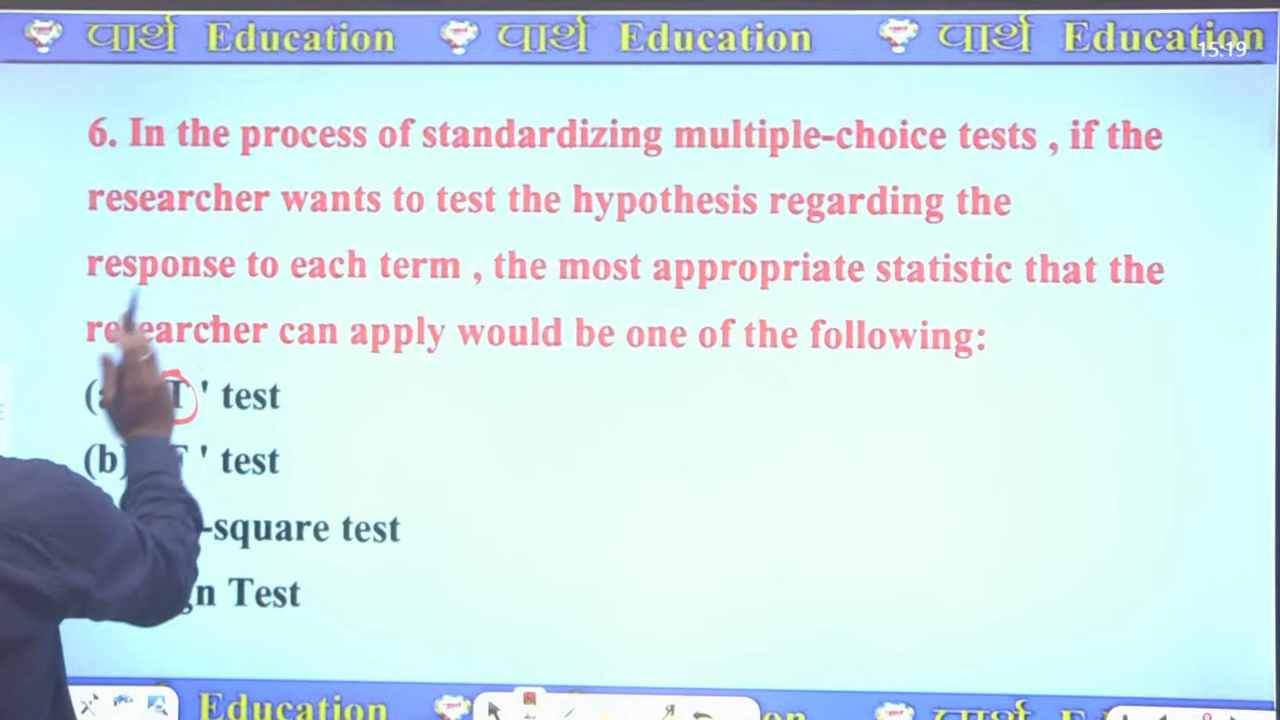 पार्थ Education पार्थ Education पार्थ Education
15:19
6. In the process of standardizing multiple-choice tests , if the
researcher wants to test the hypothesis regarding the
response to each term , the most appropriate statistic that the
researcher can apply would be one of the following:
T ' test
(b) ' test
-square test
Test
Education